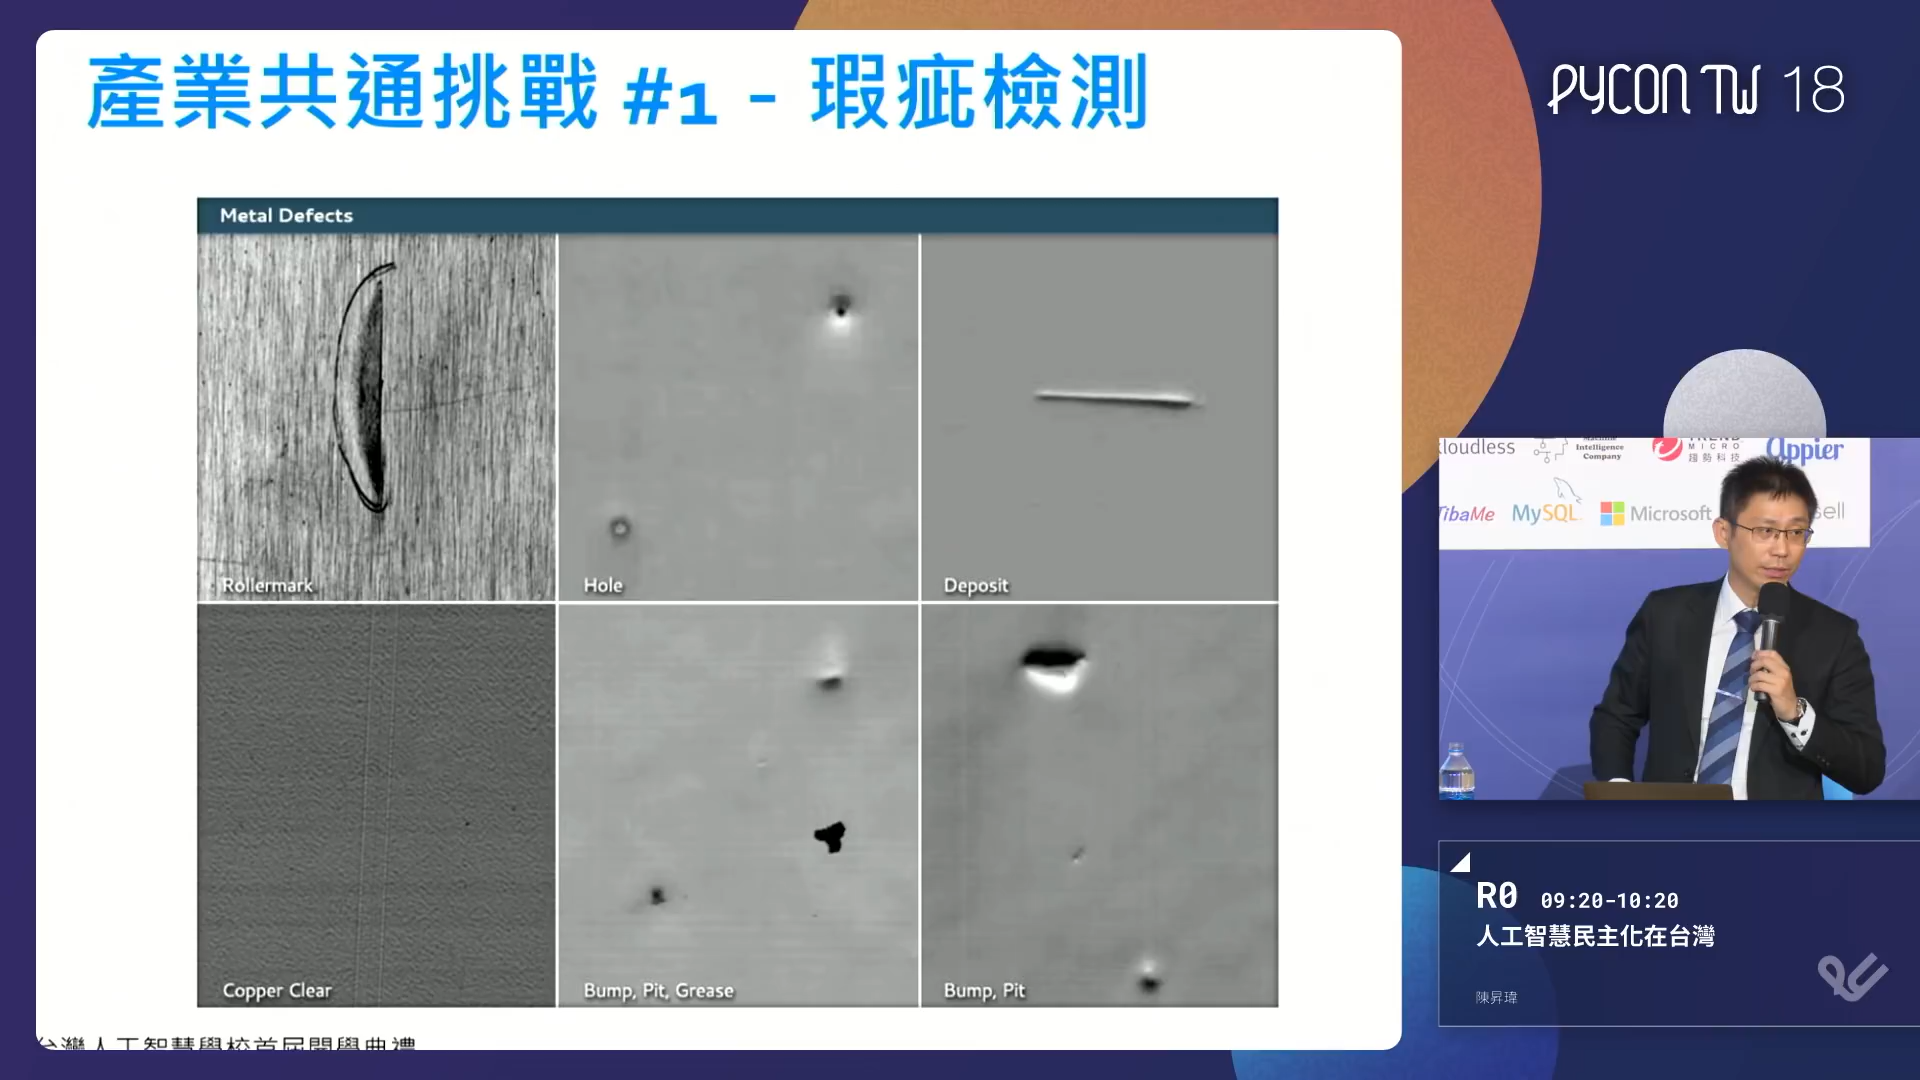 產業共通挑戰 #1 - 瑕疵檢測
Metal Defects
Rollermark
Hole
Deposit
Copper Clear
Bump, Pit, Grease
Bump, Pit
台灣人工智慧學校首屆開學典禮
PYCON TW 18
Intelligence
Company
MICRO
趨勢科技
Appier
TibaMe
MySQL
Microsoft
R0 09:20-10:20
人工智慧民主化在台灣
陳昇瑋